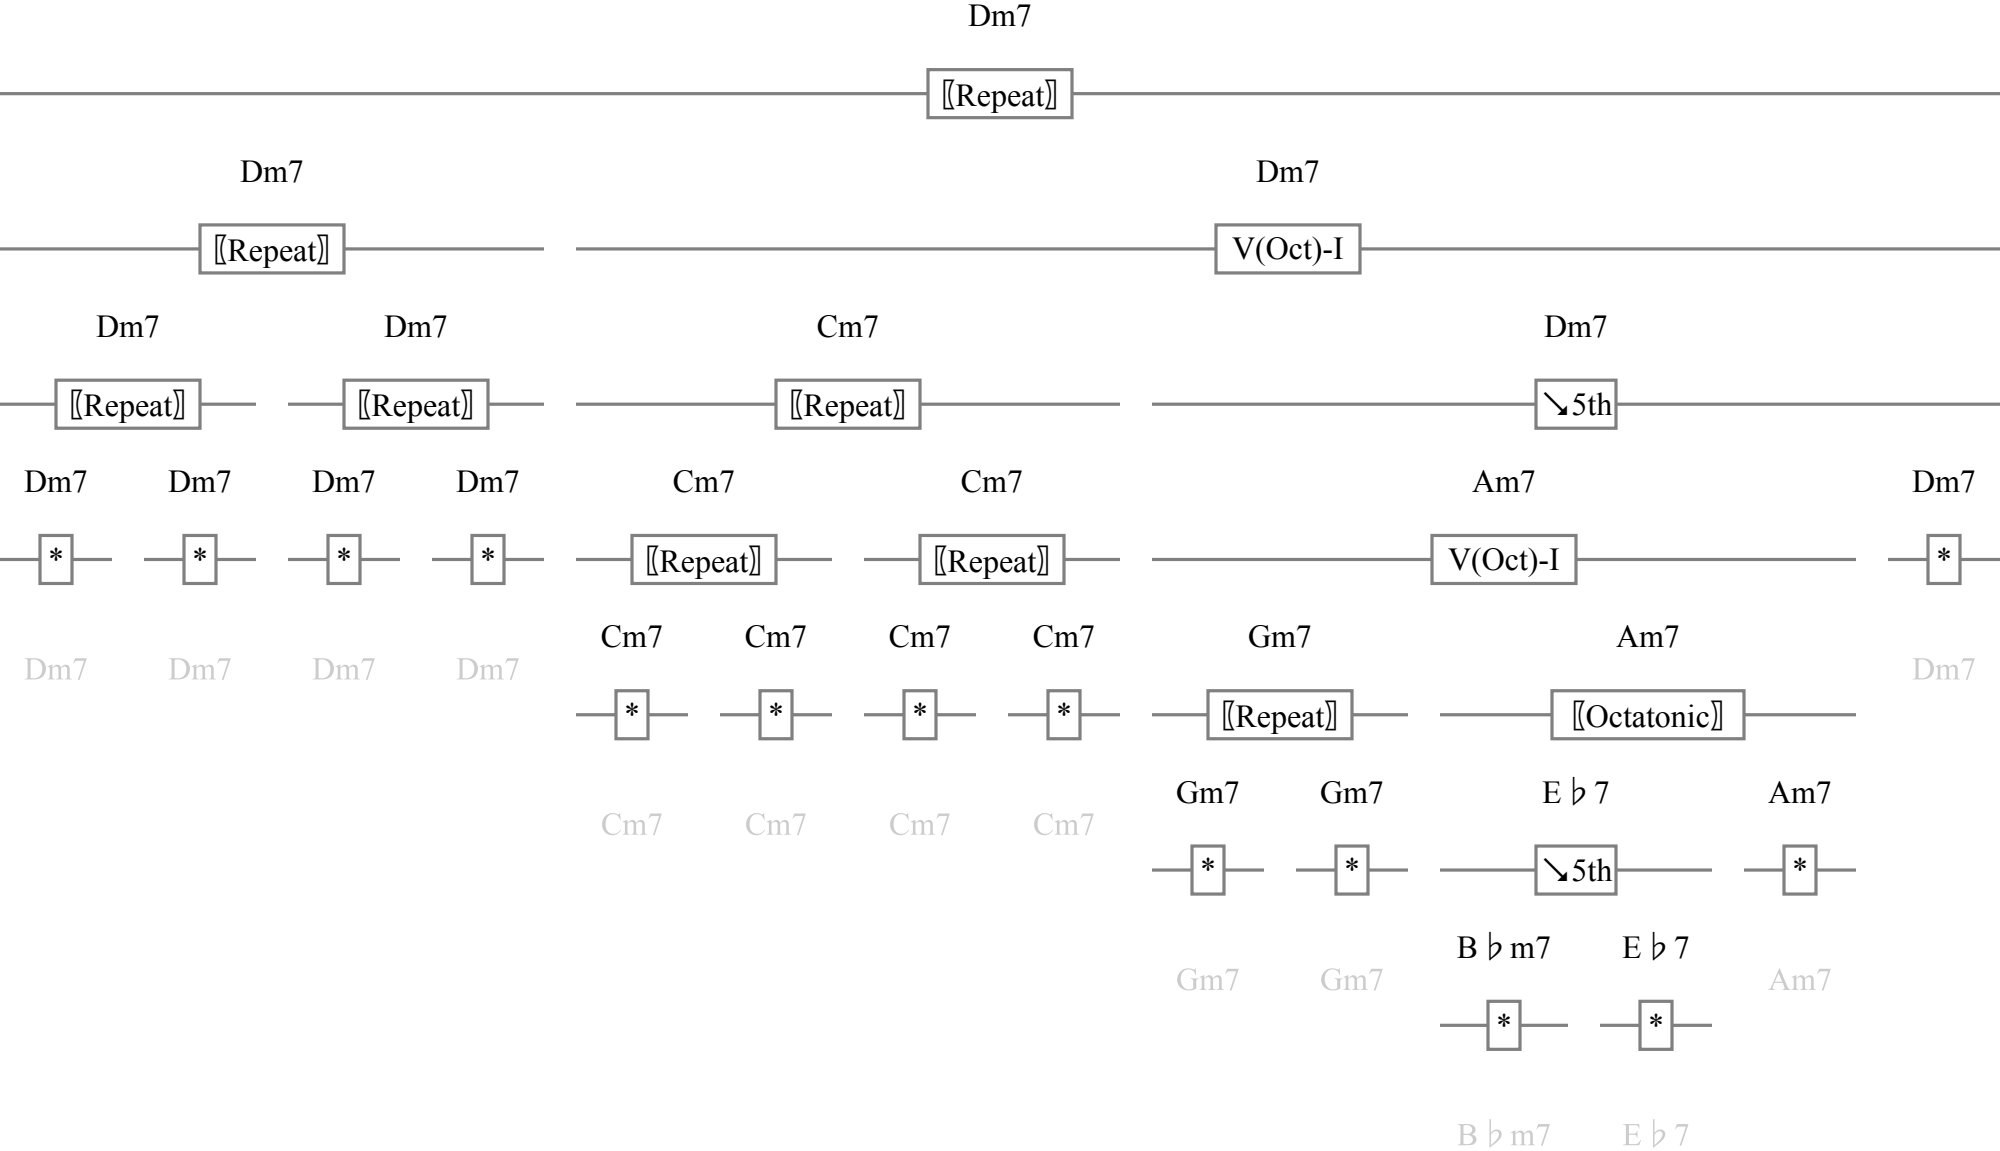 Dm7
〖Repeat〗
Dm7 Dm7
〖Repeat〗 V(Oct)-I
Dm7 Dm7 Cm7 Dm7
〖Repeat〗 〖Repeat〗 〖Repeat〗 ↘5th
Dm7 Dm7 Dm7 Dm7 Cm7 Cm7 Am7 Dm7
* * * * 〖Repeat〗 〖Repeat〗 V(Oct)-I *
Cm7 Cm7 Cm7 Cm7 Gm7 Am7
Dm7 Dm7 Dm7 Dm7 Dm7
* * * * 〖Repeat〗 〖Octatonic〗
Gm7 Gm7 E♭7 Am7
Cm7 Cm7 Cm7 Cm7
* * ↘5th *
B♭m7 E♭7
Gm7 Gm7 Am7
* *
B♭m7 E♭7